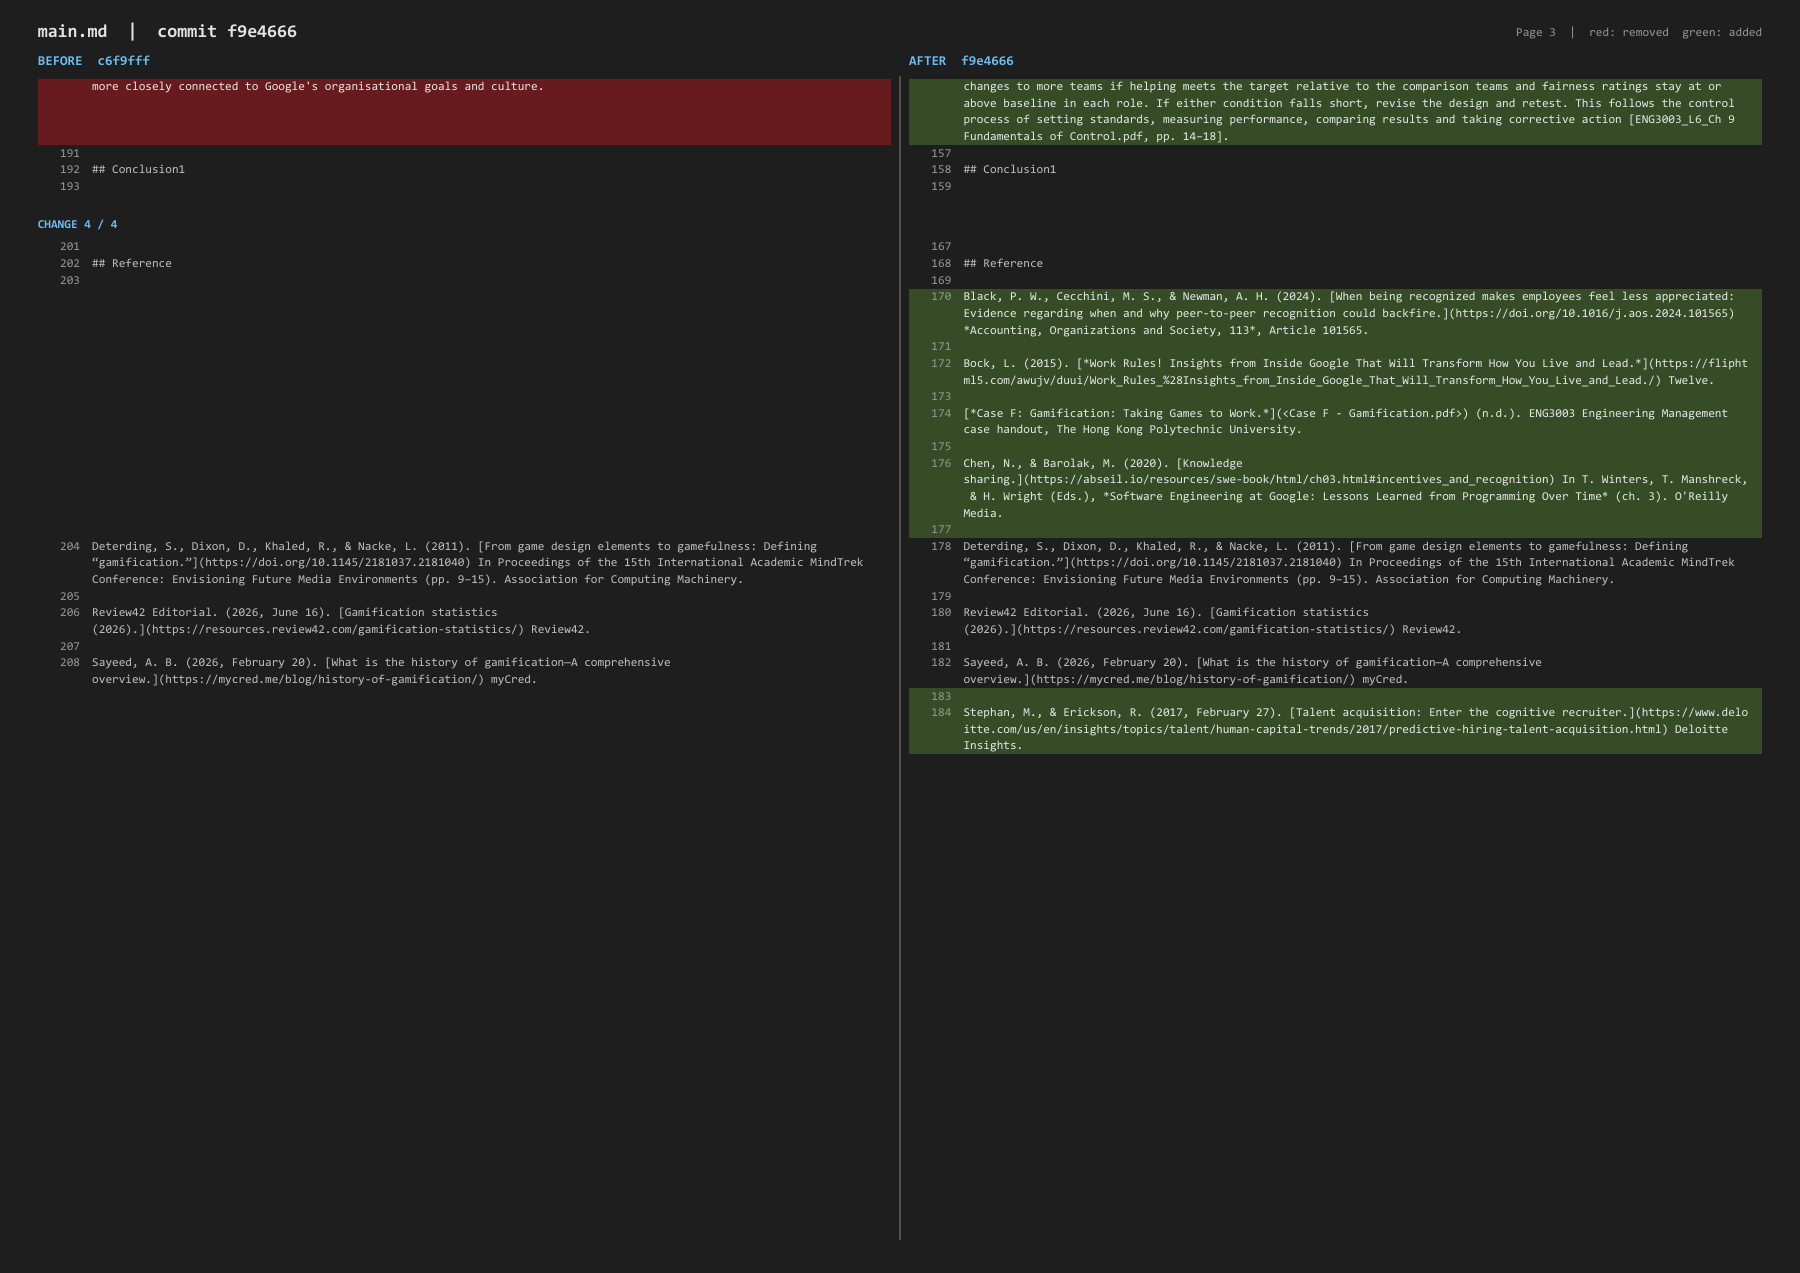 main.md | commit f9e4666
Page 3 | red: removed green: added
BEFORE c6f9fff
more closely connected to Google's organisational goals and culture.
191
192 ## Conclusion1
193
CHANGE 4 / 4
201
202 ## Reference
203
204 Deterding, S., Dixon, D., Khaled, R., & Nacke, L. (2011). [From game design elements to gamefulness: Defining
“gamification.”](https://doi.org/10.1145/2181037.2181040) In Proceedings of the 15th International Academic MindTrek
Conference: Envisioning Future Media Environments (pp. 9–15). Association for Computing Machinery.
205
206 Review42 Editorial. (2026, June 16). [Gamification statistics
(2026).](https://resources.review42.com/gamification-statistics/) Review42.
207
208 Sayeed, A. B. (2026, February 20). [What is the history of gamification—A comprehensive
overview.](https://mycred.me/blog/history-of-gamification/) myCred.
AFTER f9e4666
changes to more teams if helping meets the target relative to the comparison teams and fairness ratings stay at or
above baseline in each role. If either condition falls short, revise the design and retest. This follows the control
process of setting standards, measuring performance, comparing results and taking corrective action [ENG3003_L6_Ch 9
Fundamentals of Control.pdf, pp. 14–18].
157
158 ## Conclusion1
159
167
168 ## Reference
169
170 Black, P. W., Cecchini, M. S., & Newman, A. H. (2024). [When being recognized makes employees feel less appreciated:
Evidence regarding when and why peer-to-peer recognition could backfire.](https://doi.org/10.1016/j.aos.2024.101565)
*Accounting, Organizations and Society, 113*, Article 101565.
171
172 Bock, L. (2015). [*Work Rules! Insights from Inside Google That Will Transform How You Live and Lead.*](https://flipht
ml5.com/awujv/duui/Work_Rules_%28Insights_from_Inside_Google_That_Will_Transform_How_You_Live_and_Lead./) Twelve.
173
174 [*Case F: Gamification: Taking Games to Work.*](<Case F - Gamification.pdf>) (n.d.). ENG3003 Engineering Management
case handout, The Hong Kong Polytechnic University.
175
176 Chen, N., & Barolak, M. (2020). [Knowledge
sharing.](https://abseil.io/resources/swe-book/html/ch03.html#incentives_and_recognition) In T. Winters, T. Manshreck,
& H. Wright (Eds.), *Software Engineering at Google: Lessons Learned from Programming Over Time* (ch. 3). O'Reilly
Media.
177
178 Deterding, S., Dixon, D., Khaled, R., & Nacke, L. (2011). [From game design elements to gamefulness: Defining
“gamification.”](https://doi.org/10.1145/2181037.2181040) In Proceedings of the 15th International Academic MindTrek
Conference: Envisioning Future Media Environments (pp. 9–15). Association for Computing Machinery.
179
180 Review42 Editorial. (2026, June 16). [Gamification statistics
(2026).](https://resources.review42.com/gamification-statistics/) Review42.
181
182 Sayeed, A. B. (2026, February 20). [What is the history of gamification—A comprehensive
overview.](https://mycred.me/blog/history-of-gamification/) myCred.
183
184 Stephan, M., & Erickson, R. (2017, February 27). [Talent acquisition: Enter the cognitive recruiter.](https://www.delo
itte.com/us/en/insights/topics/talent/human-capital-trends/2017/predictive-hiring-talent-acquisition.html) Deloitte
Insights.